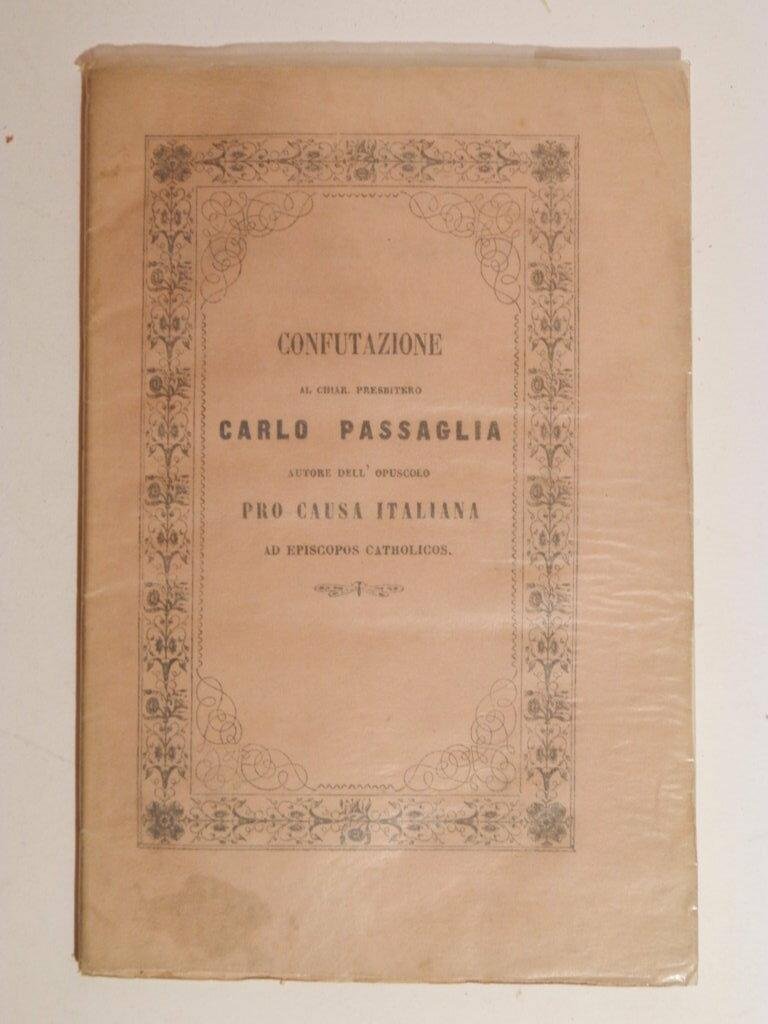 CONFUTAZIONE
AL CHIAR. PRESBITERO
CARLO PASSAGLIA
AUTORE DELL' OPUSCOLO
PRO CAUSA ITALIANA
AD EPISCOPOS CATHOLICOS.